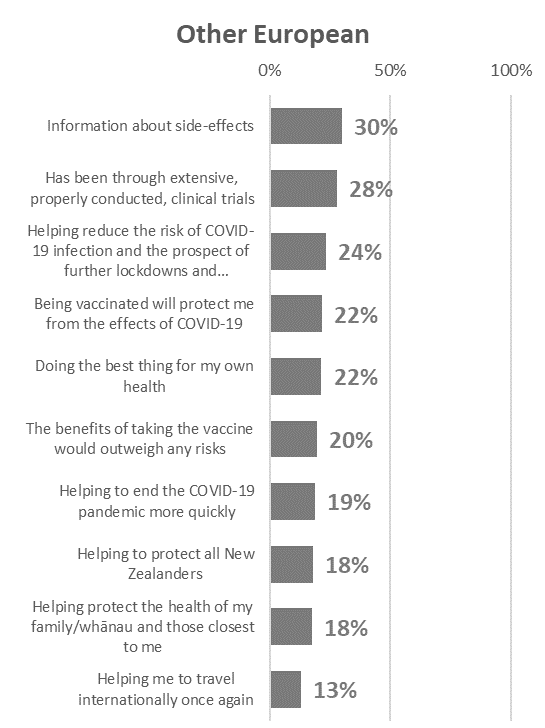 Other European
0% 50% 100%
Information about side-effects 30%
Has been through extensive,
properly conducted, clinical trials 28%
Helping reduce the risk of COVID-
19 infection and the prospect of 24%
further lockdowns and...
Being vaccinated will protect me
from the effects of COVID-19 22%
Doing the best thing for my own
health 22%
The benefits of taking the vaccine
would outweigh any risks 20%
Helping to end the COVID-19
pandemic more quickly 19%
Helping to protect all New
Zealanders 18%
Helping protect the health of my
family/whānau and those closest 18%
to me
Helping me to travel
internationally once again 13%